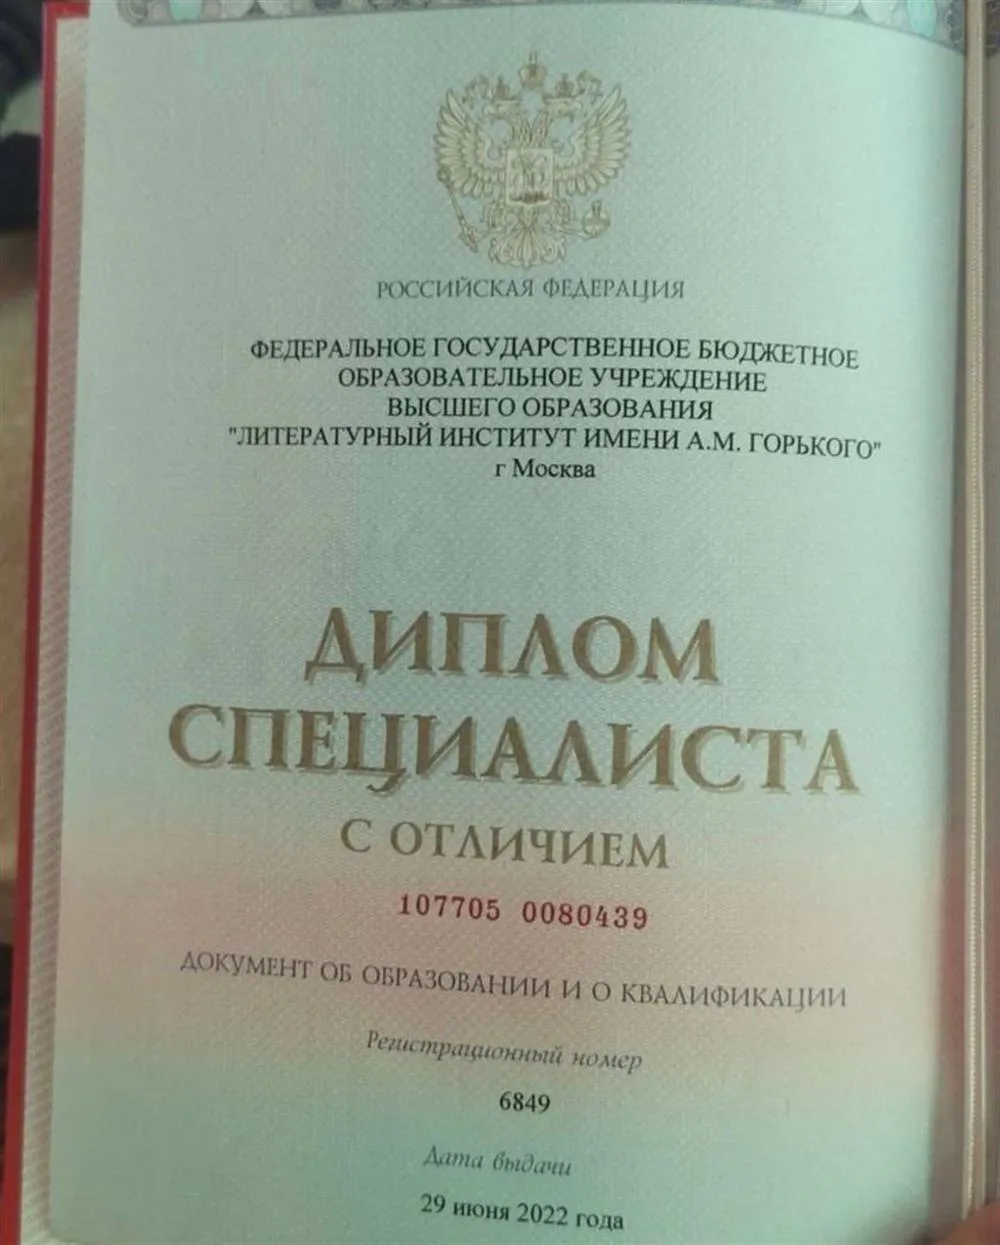 РОССИЙСКАЯ ФЕДЕРАЦИЯ
ФЕДЕРАЛЬНОЕ ГОСУДАРСТВЕННОЕ БЮДЖЕТНОЕ
ОБРАЗОВАТЕЛЬНОЕ УЧРЕЖДЕНИЕ
ВЫСШЕГО ОБРАЗОВАНИЯ
"ЛИТЕРАТУРНЫЙ ИНСТИТУТ ИМЕНИ А.М. ГОРЬКОГО"
г Москва
ДИПЛОМ
СПЕЦИАЛИСТА
С ОТЛИЧИЕМ
107705 0080439
ДОКУМЕНТ ОБ ОБРАЗОВАНИИ И О КВАЛИФИКАЦИИ
Регистрационный номер
6849
Дата выдачи
29 июня 2022 года